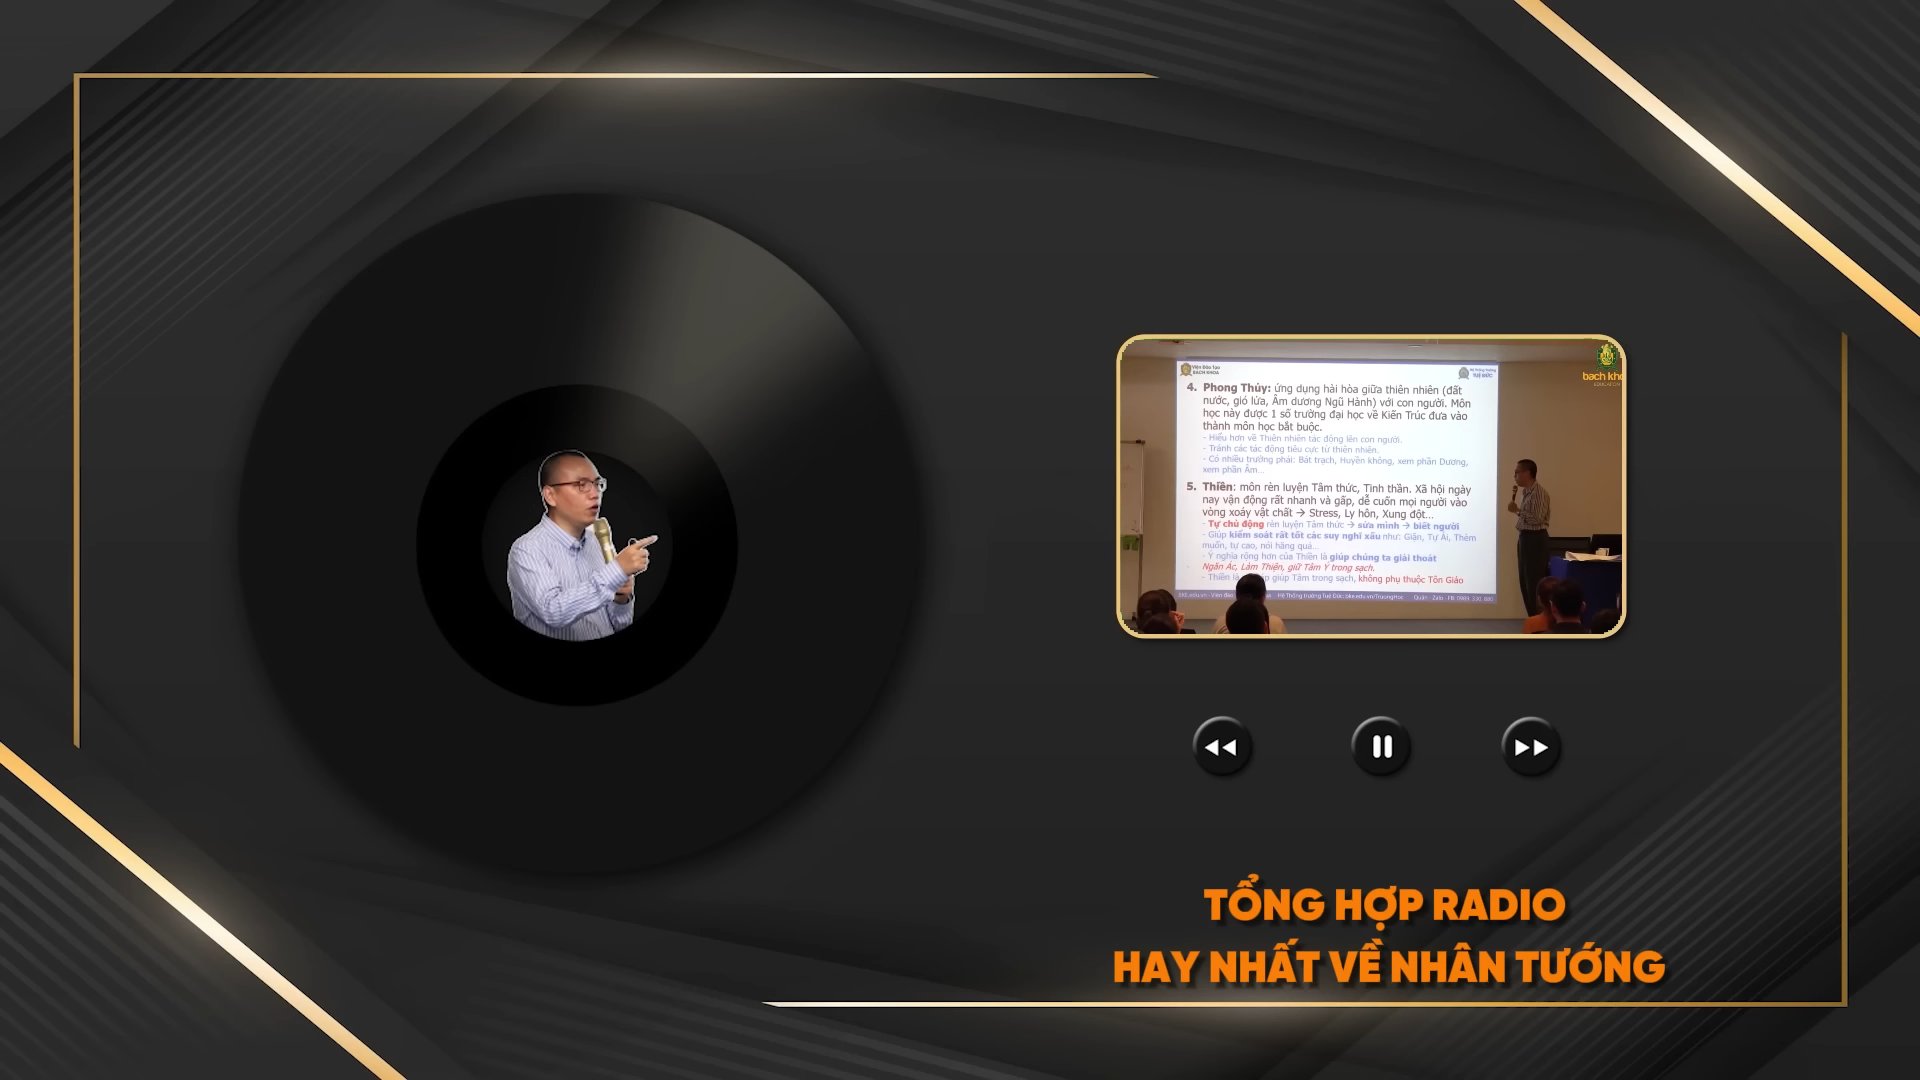 Viện Đào Tạo
BÁCH KHOA
TUỆ ĐỨC
bach kho
4. Phong Thủy: ứng dụng hài hòa giữa thiên nhiên (đất
nước, gió lửa, Âm dương Ngũ Hành) với con người. Môn
học này được 1 số trường đại học về Kiến Trúc đưa vào
thành môn học bắt buộc.
- Hiểu hơn về Thiên nhiên tác động lên con người.
- Tránh các tác động tiêu cực từ thiên nhiên.
- Có nhiều trường phái: Bát trạch, Huyền không, xem phần Dương,
xem phần Âm...
5. Thiền: môn rèn luyện Tâm thức, Tinh thần. Xã hội ngày
nay vận động rất nhanh và gấp, dễ cuốn mọi người vào
vòng xoáy vật chất → Stress, Ly hôn, Xung đột...
- Tự chủ động rèn luyện Tâm thức → sửa mình → biết người
- Giúp kiểm soát rất tốt các suy nghĩ xấu như: Giận, Tự Ái, Thèm
muốn, tự cao, nói hăng quá...
- Ý nghĩa rộng hơn của Thiền là giúp chúng ta giải thoát
Ngăn Ác, Làm Thiện, giữ Tâm Ý trong sạch.
- Thiền là giúp Tâm trong sạch, không phụ thuộc Tôn Giáo
TỔNG HỢP RADIO
HAY NHẤT VỀ NHÂN TƯỚNG